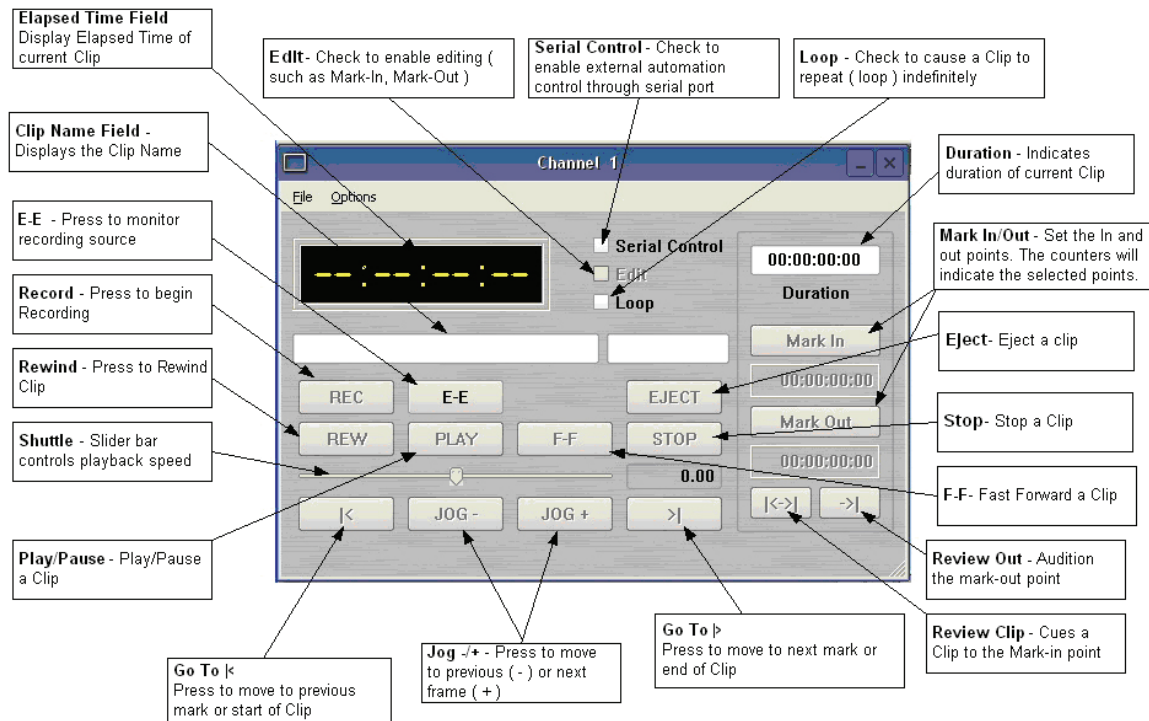 Elapsed Time Field
Display Elapsed Time of
current Clip
EdIt- Check to enable editing (
such as Mark-In, Mark-Out )
Serial Control - Check to
enable external automation
control through serial port
Loop - Check to cause a Clip to
repeat ( loop ) indefinitely
Clip Name Field -
Displays the Clip Name
E-E - Press to monitor
recording source
Record - Press to begin
Recording
Rewind - Press to Rewind
Clip
Shuttle - Slider bar
controls playback speed
Play/Pause - Play/Pause
a Clip
Channel 1
File Options
--:--:--:--
Serial Control
Edit
Loop
00:00:00:00
Duration
Mark In
00:00:00:00
Mark Out
00:00:00:00
|<->| ->|
REC E-E EJECT
REW PLAY F-F STOP
0.00
|< JOG - JOG + >|
Duration - Indicates
duration of current Clip
Mark In/Out - Set the In and
out points. The counters will
indicate the selected points.
EJect- Eject a clip
Stop- Stop a Clip
F-F- Fast Forward a Clip
Review Out - Audition
the mark-out point
Review Clip - Cues a
Clip to the Mark-in point
Go To |<
Press to move to previous
mark or start of Clip
Jog -/+ - Press to move
to previous ( - ) or next
frame ( + )
Go To |>
Press to move to next mark or
end of Clip